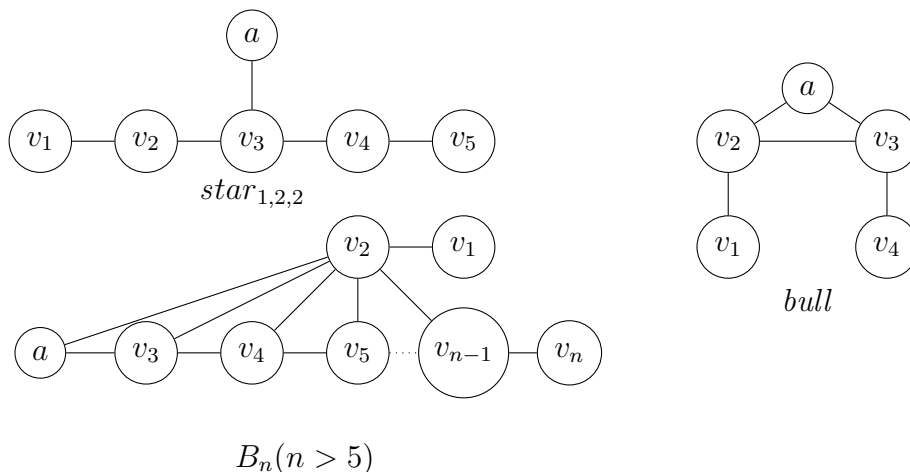 a
v₁ v₂ v₃ v₄ v₅
star₁,₂,₂
a
v₂ v₃
v₁ v₄
bull
v₂ v₁
a v₃ v₄ v₅ vₙ₋₁ vₙ
Bₙ(n > 5)